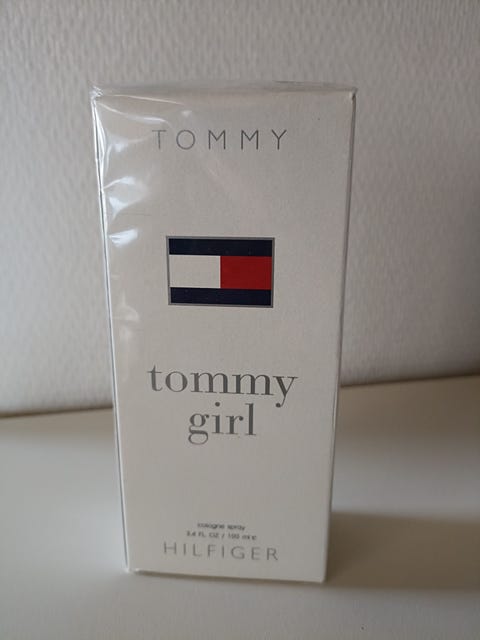 TOMMY
tommy
girl
cologne spray
3.4 FL. OZ / 100 ml e
HILFIGER